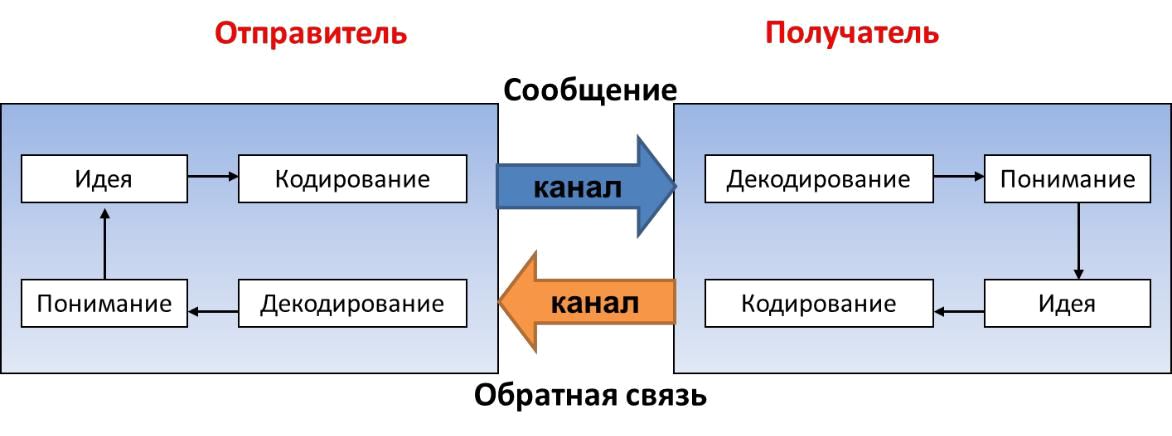 Отправитель
Получатель
Сообщение
Идея
Кодирование
канал
Декодирование
Понимание
Понимание
Декодирование
канал
Кодирование
Идея
Обратная связь